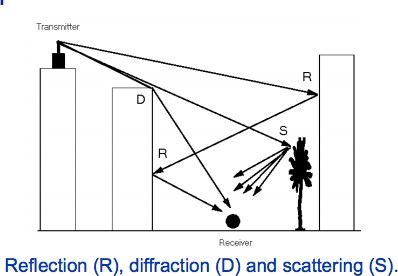 Transmitter
R
D
S
R
Receiver
Reflection (R), diffraction (D) and scattering (S).